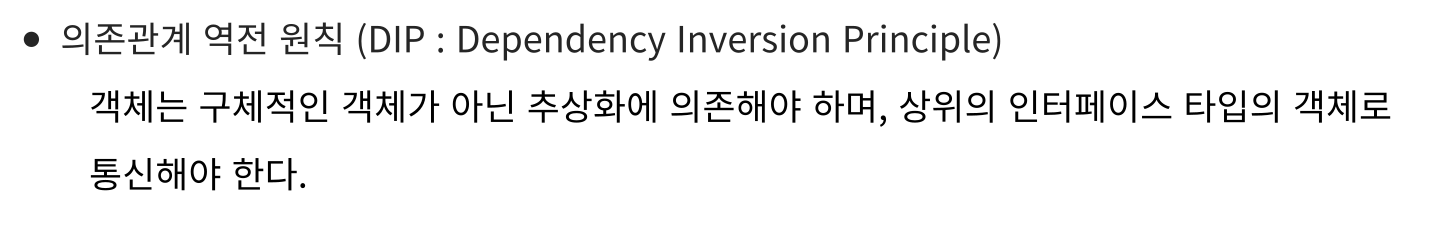 • 의존관계 역전 원칙 (DIP : Dependency Inversion Principle)
객체는 구체적인 객체가 아닌 추상화에 의존해야 하며, 상위의 인터페이스 타입의 객체로
통신해야 한다.